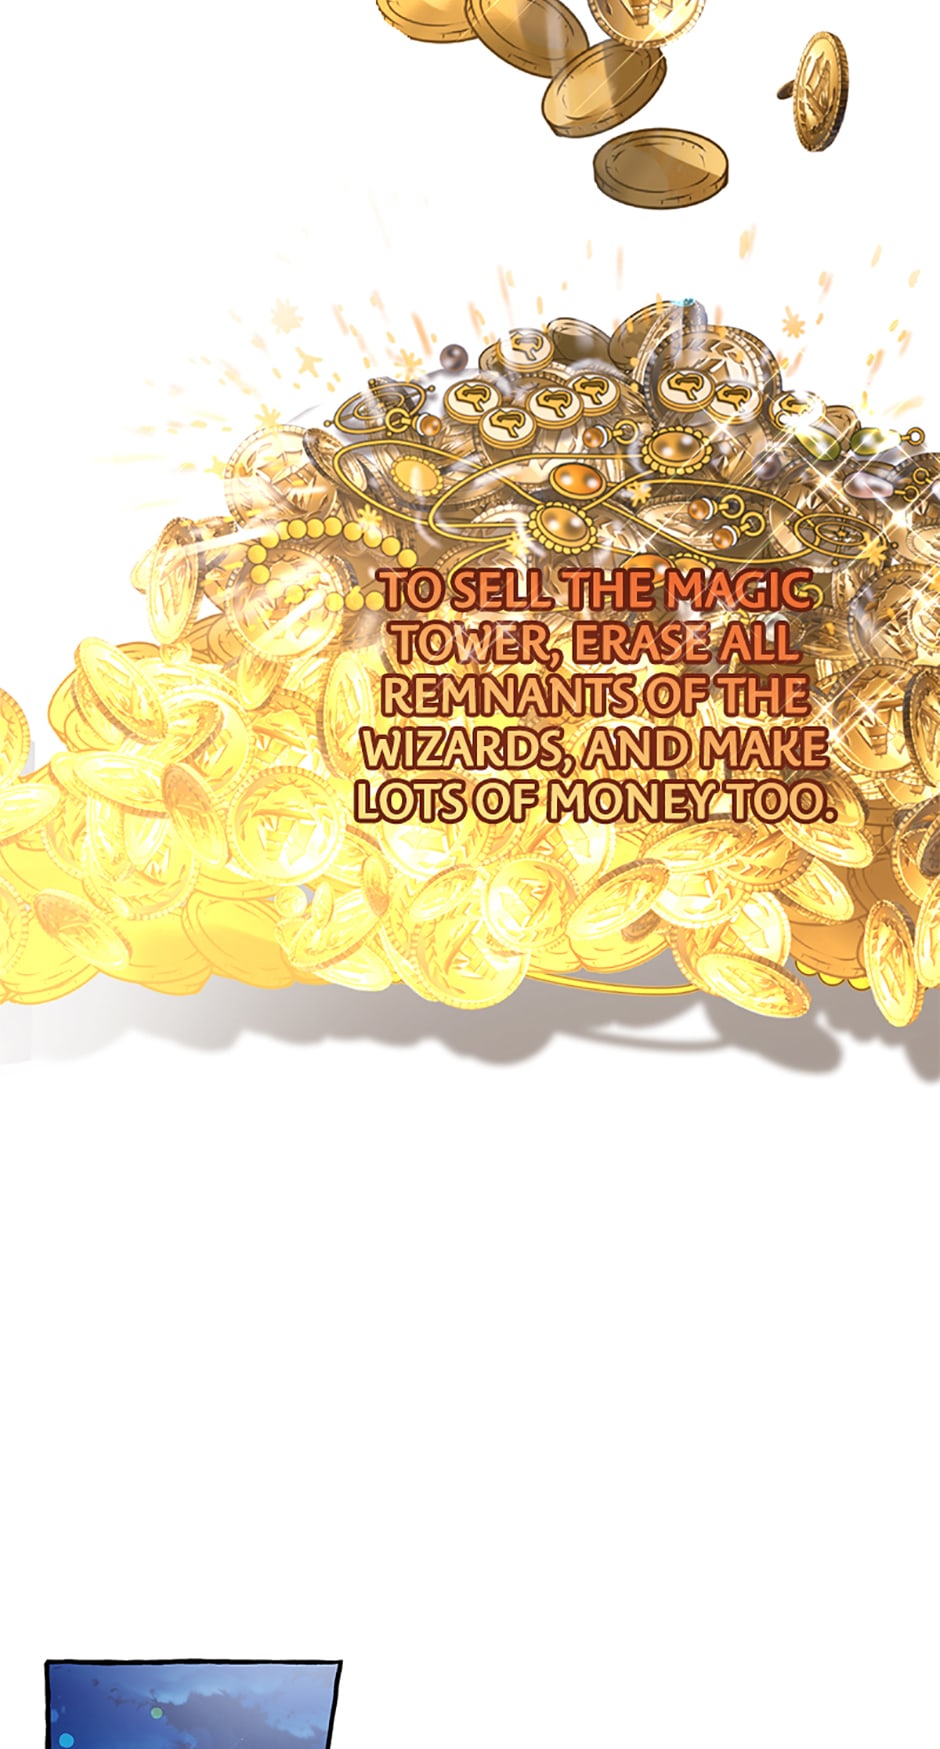 TO SELL THE MAGIC
TOWER, ERASE ALL
REMNANTS OF THE
WIZARDS, AND MAKE
LOTS OF MONEY TOO.